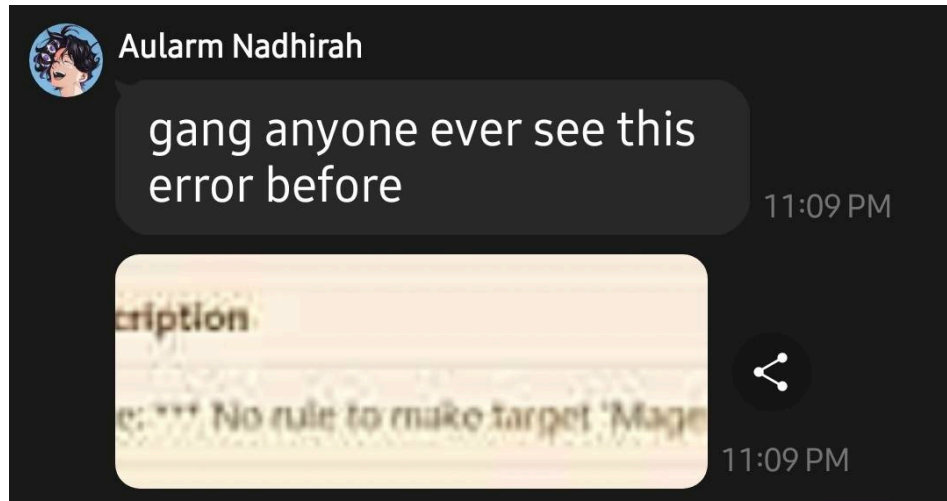 Aularm Nadhirah
gang anyone ever see this
error before
11:09 PM
cription
e: *** No rule to make target 'Mage
11:09 PM